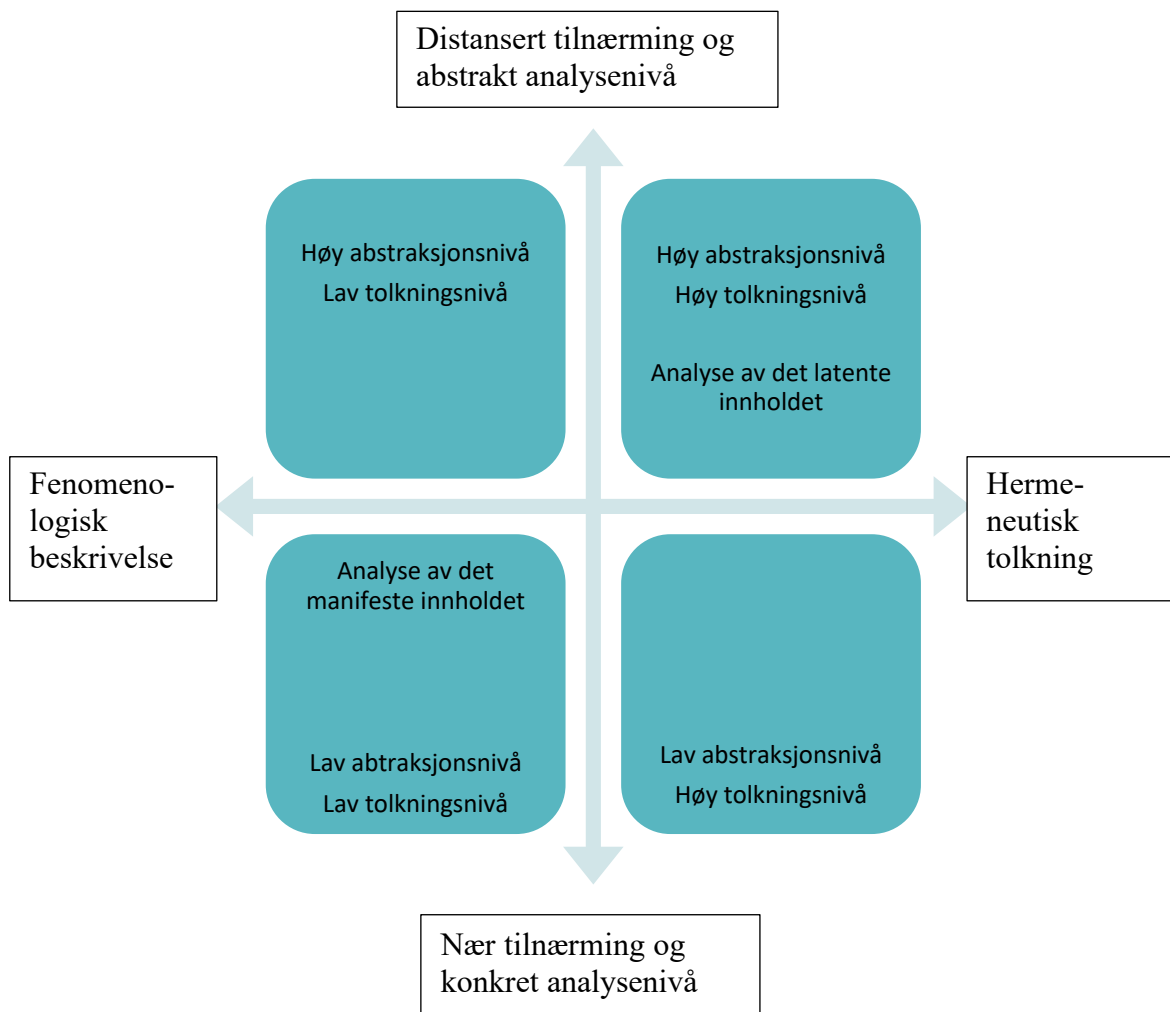 Distansert tilnærming og
abstrakt analysenivå
Høy abstraksjonsnivå
Lav tolkningsnivå
Høy abstraksjonsnivå
Høy tolkningsnivå
Analyse av det latente
innholdet
Fenomeno-
logisk
beskrivelse
Herme-
neutisk
tolkning
Analyse av det
manifeste innholdet
Lav abtraksjonsnivå
Lav tolkningsnivå
Lav abstraksjonsnivå
Høy tolkningsnivå
Nær tilnærming og
konkret analysenivå